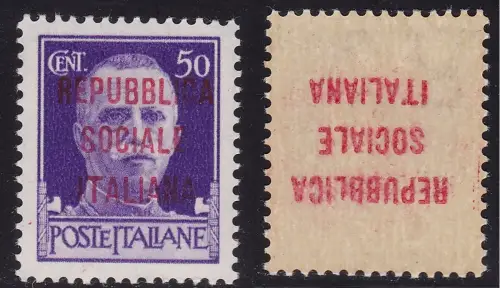 CENT. 50
REPUBBLICA
SOCIALE
ITALIANA
POSTE ITALIANE
REPUBBLICA
SOCIALE
ITALIANA